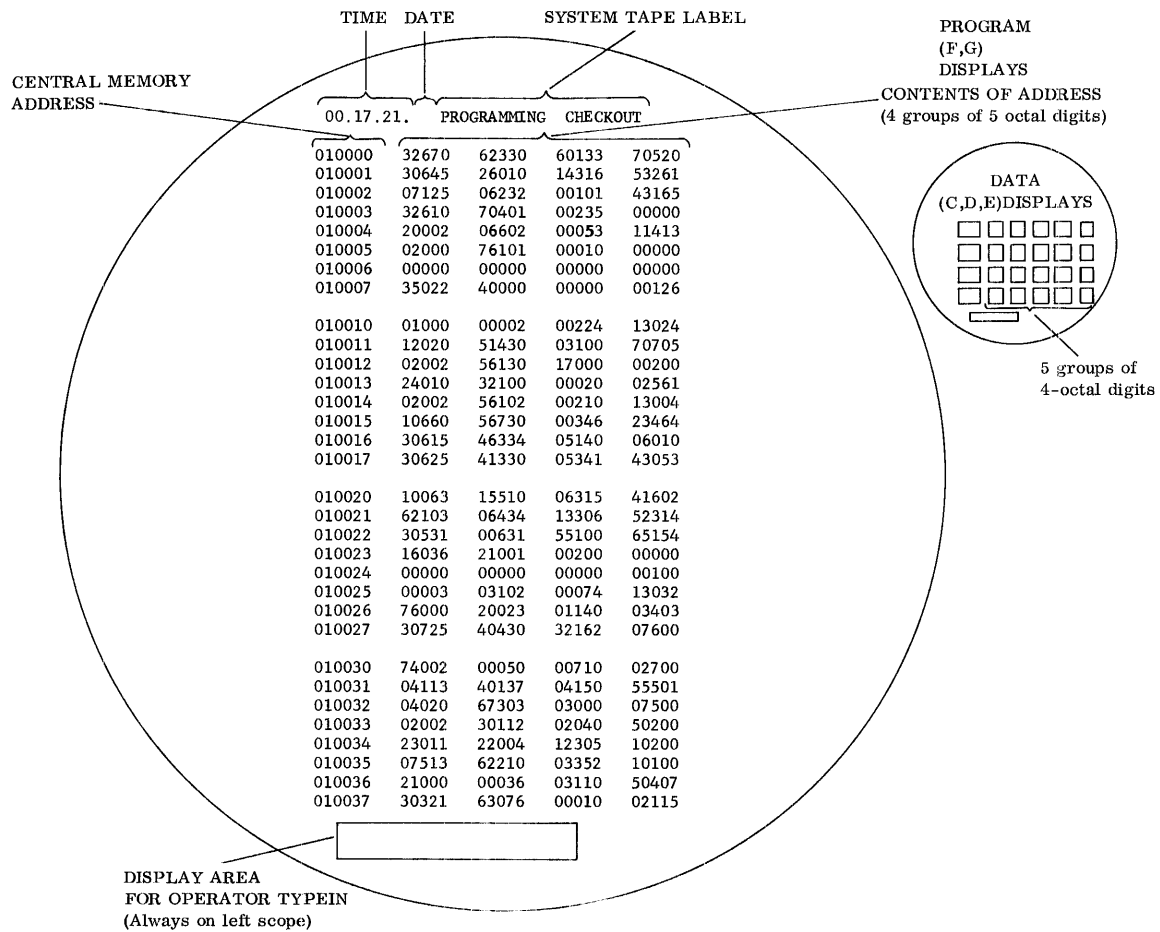 TIME DATE SYSTEM TAPE LABEL
PROGRAM
(F,G)
DISPLAYS
CENTRAL MEMORY
ADDRESS
CONTENTS OF ADDRESS
(4 groups of 5 octal digits)
00.17.21. PROGRAMMING CHECKOUT
010000 32670 62330 60133 70520
010001 30645 26010 14316 53261
010002 07125 06232 00101 43165
010003 32610 70401 00235 00000
010004 20002 06602 00053 11413
010005 02000 76101 00010 00000
010006 00000 00000 00000 00000
010007 35022 40000 00000 00126
010010 01000 00002 00224 13024
010011 12020 51430 03100 70705
010012 02002 56130 17000 00200
010013 24010 32100 00020 02561
010014 02002 56102 00210 13004
010015 10660 56730 00346 23464
010016 30615 46334 05140 06010
010017 30625 41330 05341 43053
010020 10063 15510 06315 41602
010021 62103 06434 13306 52314
010022 30531 00631 55100 65154
010023 16036 21001 00200 00000
010024 00000 00000 00000 00100
010025 00003 03102 00074 13032
010026 76000 20023 01140 03403
010027 30725 40430 32162 07600
010030 74002 00050 00710 02700
010031 04113 40137 04150 55501
010032 04020 67303 03000 07500
010033 02002 30112 02040 50200
010034 23011 22004 12305 10200
010035 07513 62210 03352 10100
010036 21000 00036 03110 50407
010037 30321 63076 00010 02115
DATA
(C,D,E)DISPLAYS
5 groups of
4-octal digits
DISPLAY AREA
FOR OPERATOR TYPEIN
(Always on left scope)